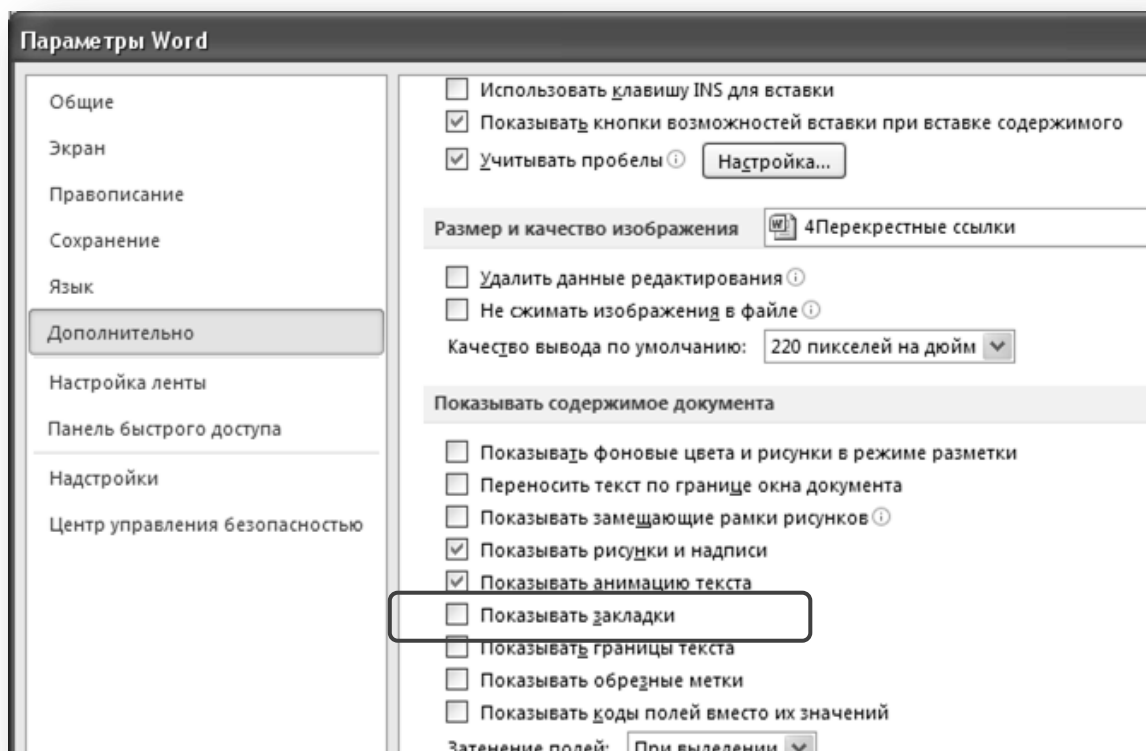 Параметры Word
Общие
Экран
Правописание
Сохранение
Язык
Дополнительно
Настройка ленты
Панель быстрого доступа
Надстройки
Центр управления безопасностью
Использовать клавишу INS для вставки
Показывать кнопки возможностей вставки при вставке содержимого
Учитывать пробелы Настройка...
Размер и качество изображения 4Перекрестные ссылки
Удалить данные редактирования
Не сжимать изображения в файле
Качество вывода по умолчанию: 220 пикселей на дюйм
Показывать содержимое документа
Показывать фоновые цвета и рисунки в режиме разметки
Переносить текст по границе окна документа
Показывать замещающие рамки рисунков
Показывать рисунки и надписи
Показывать анимацию текста
Показывать закладки
Показывать границы текста
Показывать обрезные метки
Показывать коды полей вместо их значений
Затенение полей: При выделении